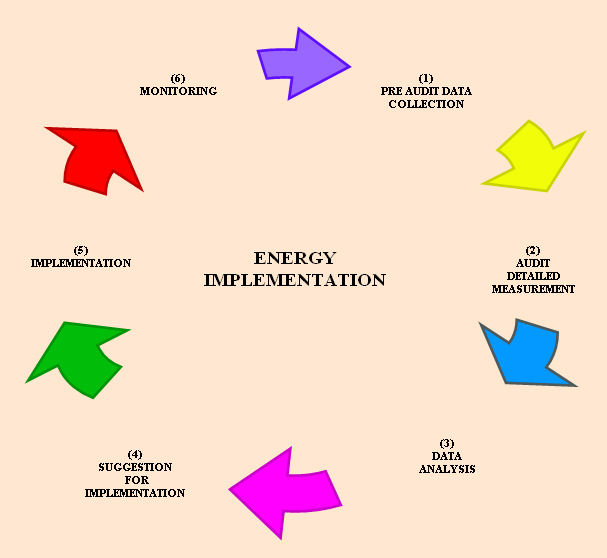 (6)
MONITORING
(1)
PRE AUDIT DATA
COLLECTION
(5)
IMPLEMENTATION
ENERGY
IMPLEMENTATION
(2)
AUDIT
DETAILED
MEASUREMENT
(4)
SUGGESTION
FOR
IMPLEMENTATION
(3)
DATA
ANALYSIS